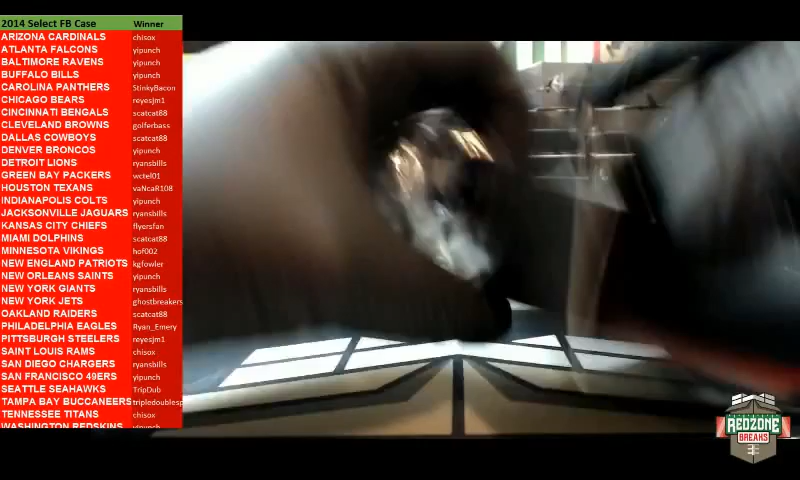 2014 Select FB Case Winner
ARIZONA CARDINALS chisox
ATLANTA FALCONS yipunch
BALTIMORE RAVENS yipunch
BUFFALO BILLS yipunch
CAROLINA PANTHERS StinkyBacon
CHICAGO BEARS reyesjm1
CINCINNATI BENGALS scatcat88
CLEVELAND BROWNS golferbass
DALLAS COWBOYS scatcat88
DENVER BRONCOS yipunch
DETROIT LIONS ryansbills
GREEN BAY PACKERS wctel01
HOUSTON TEXANS vaNcaR108
INDIANAPOLIS COLTS yipunch
JACKSONVILLE JAGUARS ryansbills
KANSAS CITY CHIEFS flyersfan
MIAMI DOLPHINS scatcat88
MINNESOTA VIKINGS hof002
NEW ENGLAND PATRIOTS kgfowler
NEW ORLEANS SAINTS yipunch
NEW YORK GIANTS ryansbills
NEW YORK JETS ghostbreakers
OAKLAND RAIDERS scatcat88
PHILADELPHIA EAGLES Ryan_Emery
PITTSBURGH STEELERS reyesjm1
SAINT LOUIS RAMS chisox
SAN DIEGO CHARGERS ryansbills
SAN FRANCISCO 49ERS yipunch
SEATTLE SEAHAWKS TripDub
TAMPA BAY BUCCANEERS tripledoublesp
TENNESSEE TITANS chisox
WASHINGTON REDSKINS yipunch
REDZONE
BREAKS